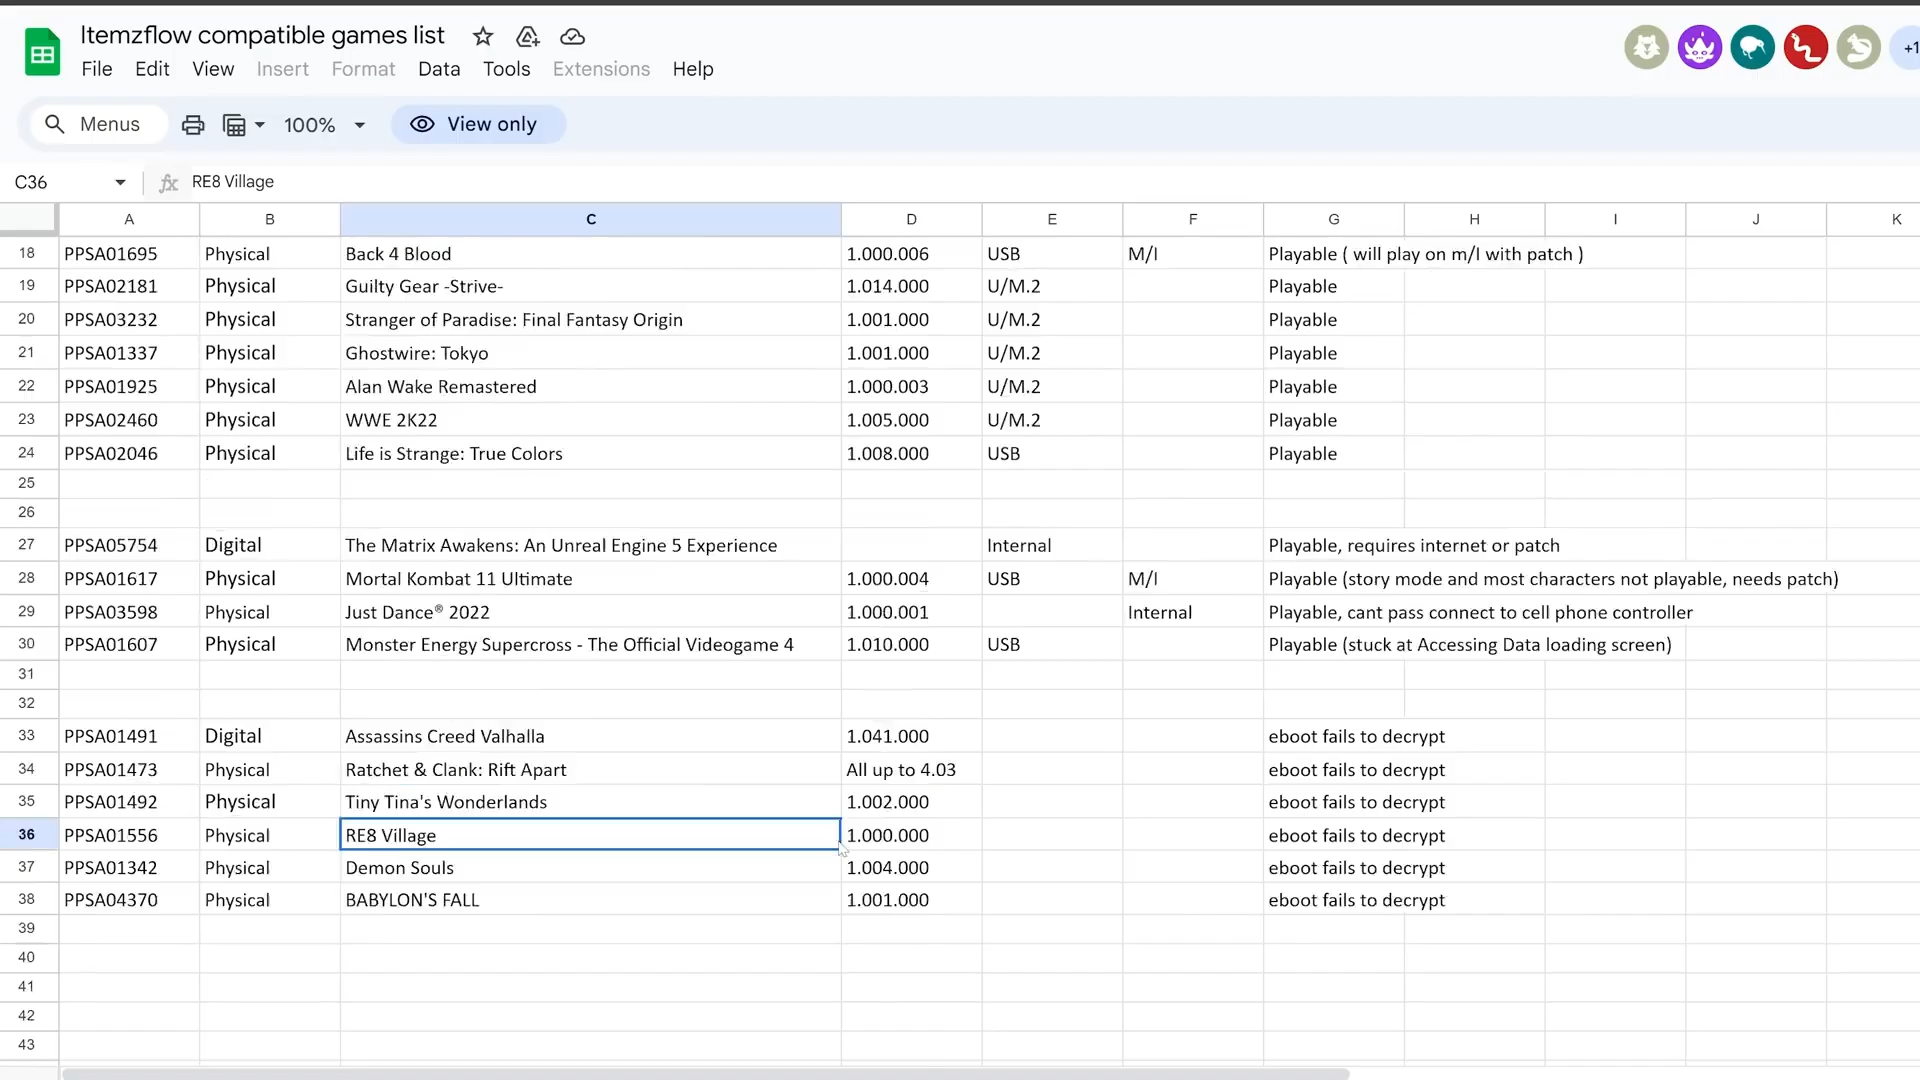 Itemzflow compatible games list
File Edit View Insert Format Data Tools Extensions Help
+1
Menus 100% View only
C36 fx RE8 Village
A B C D E F G H I J K
18 PPSA01695 Physical Back 4 Blood 1.000.006 USB M/I Playable ( will play on m/I with patch )
19 PPSA02181 Physical Guilty Gear -Strive- 1.014.000 U/M.2 Playable
20 PPSA03232 Physical Stranger of Paradise: Final Fantasy Origin 1.001.000 U/M.2 Playable
21 PPSA01337 Physical Ghostwire: Tokyo 1.001.000 U/M.2 Playable
22 PPSA01925 Physical Alan Wake Remastered 1.000.003 U/M.2 Playable
23 PPSA02460 Physical WWE 2K22 1.005.000 U/M.2 Playable
24 PPSA02046 Physical Life is Strange: True Colors 1.008.000 USB Playable
25
26
27 PPSA05754 Digital The Matrix Awakens: An Unreal Engine 5 Experience Internal Playable, requires internet or patch
28 PPSA01617 Physical Mortal Kombat 11 Ultimate 1.000.004 USB M/I Playable (story mode and most characters not playable, needs patch)
29 PPSA03598 Physical Just Dance® 2022 1.000.001 Internal Playable, cant pass connect to cell phone controller
30 PPSA01607 Physical Monster Energy Supercross - The Official Videogame 4 1.010.000 USB Playable (stuck at Accessing Data loading screen)
31
32
33 PPSA01491 Digital Assassins Creed Valhalla 1.041.000 eboot fails to decrypt
34 PPSA01473 Physical Ratchet & Clank: Rift Apart All up to 4.03 eboot fails to decrypt
35 PPSA01492 Physical Tiny Tina's Wonderlands 1.002.000 eboot fails to decrypt
36 PPSA01556 Physical RE8 Village 1.000.000 eboot fails to decrypt
37 PPSA01342 Physical Demon Souls 1.004.000 eboot fails to decrypt
38 PPSA04370 Physical BABYLON'S FALL 1.001.000 eboot fails to decrypt
39
40
41
42
43